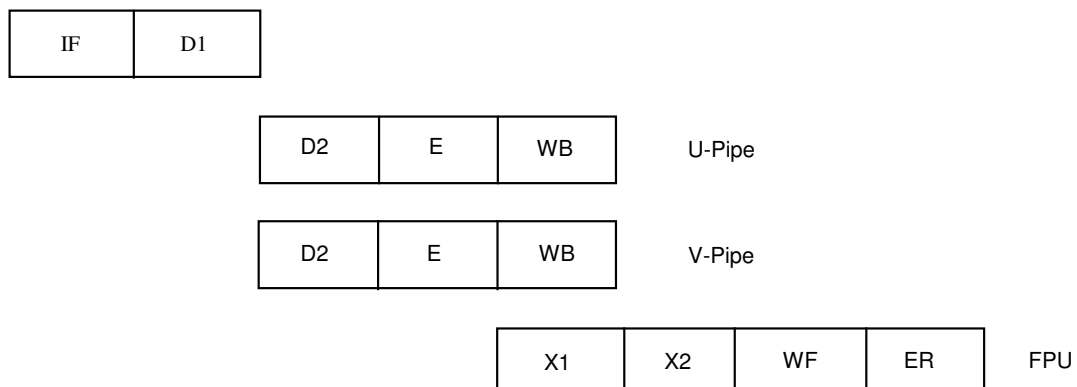 IF D1
D2 E WB U-Pipe
D2 E WB V-Pipe
X1 X2 WF ER FPU